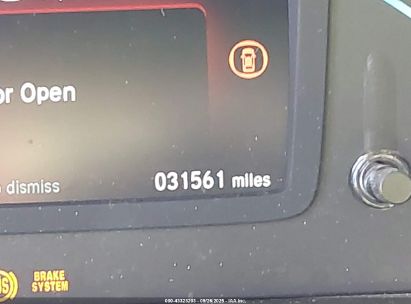 or Open
dismiss
031561 miles
BRAKE
SYSTEM